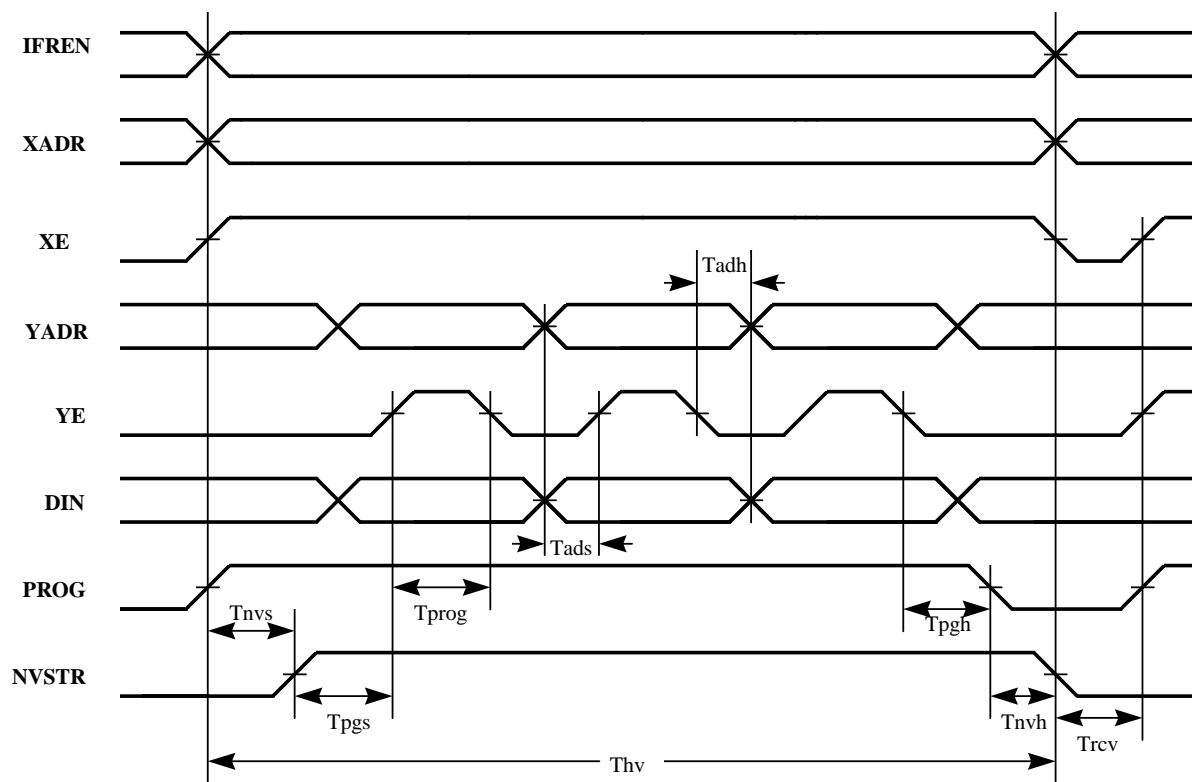 IFREN
XADR
XE
Tadh
YADR
YE
DIN
Tads
PROG
Tnvs
Tprog
Tpgh
NVSTR
Tpgs
Tnvh
Trcv
Thv